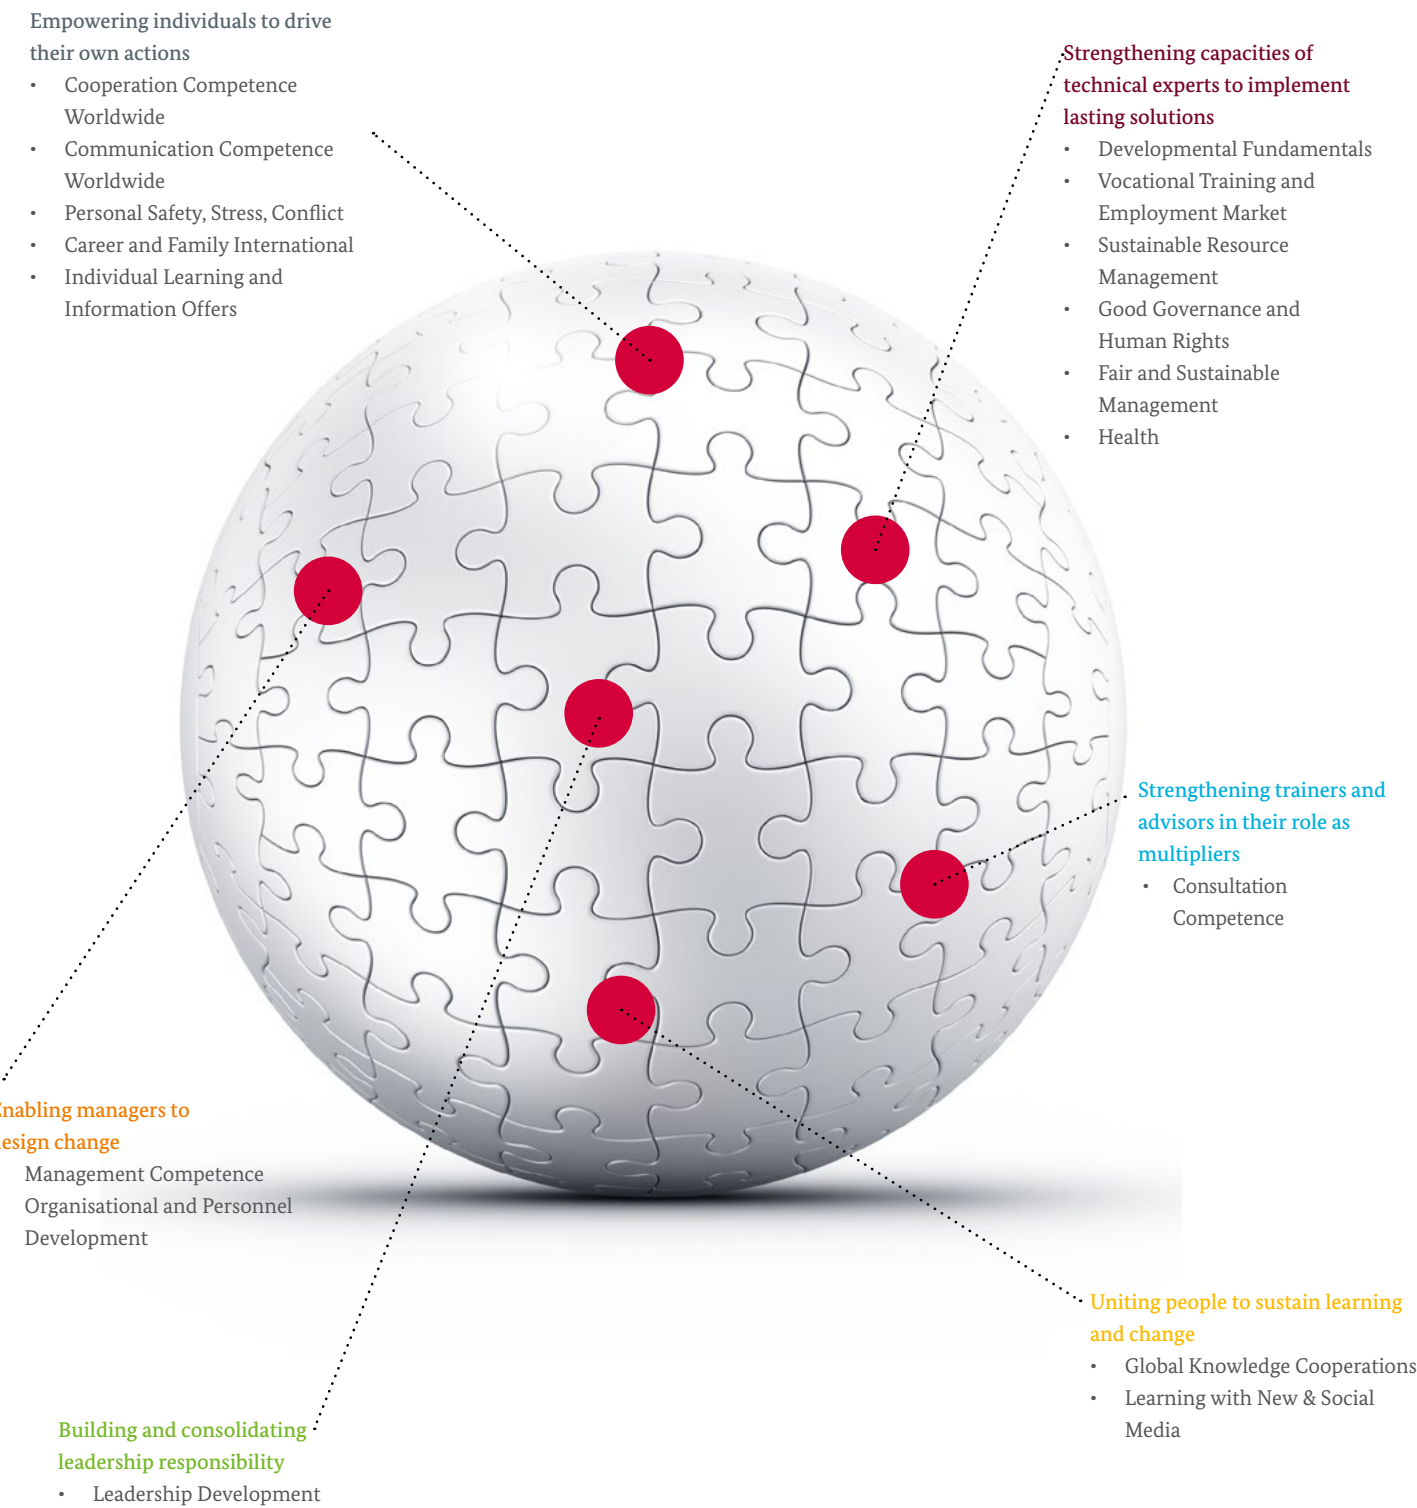 Empowering individuals to drive
their own actions
• Cooperation Competence
Worldwide
• Communication Competence
Worldwide
• Personal Safety, Stress, Conflict
• Career and Family International
• Individual Learning and
Information Offers
Strengthening capacities of
technical experts to implement
lasting solutions
• Developmental Fundamentals
• Vocational Training and
Employment Market
• Sustainable Resource
Management
• Good Governance and
Human Rights
• Fair and Sustainable
Management
• Health
Strengthening trainers and
advisors in their role as
multipliers
• Consultation
Competence
Enabling managers to
design change
Management Competence
Organisational and Personnel
Development
Uniting people to sustain learning
and change
• Global Knowledge Cooperations
• Learning with New & Social
Media
Building and consolidating
leadership responsibility
• Leadership Development